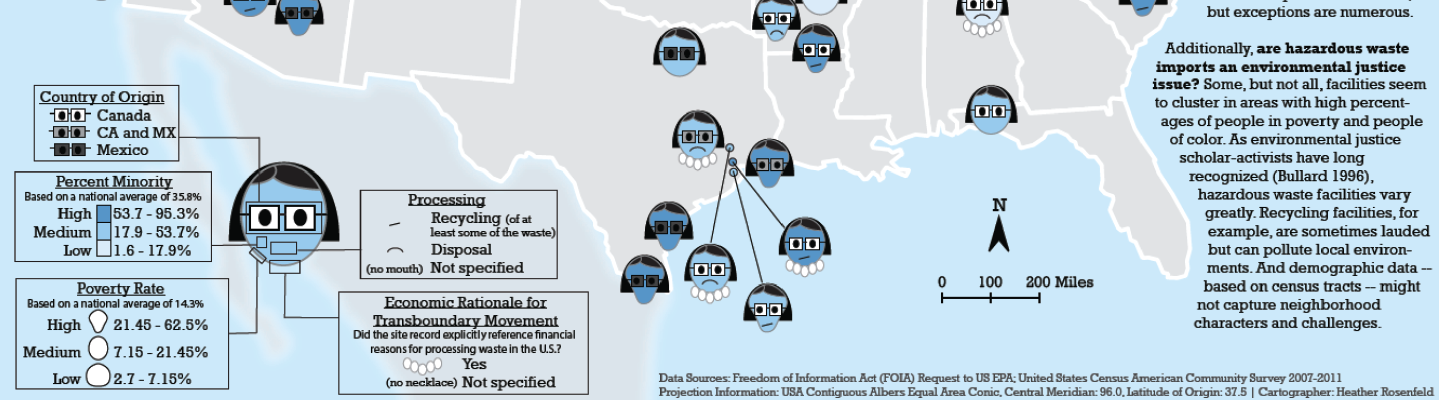 Country of Origin
Canada
CA and MX
Mexico
Percent Minority
Based on a national average of 35.8%
High 53.7 - 95.3%
Medium 17.9 - 53.7%
Low 1.6 - 17.9%
Poverty Rate
Based on a national average of 14.3%
High 21.45 - 62.5%
Medium 7.15 - 21.45%
Low 2.7 - 7.15%
Processing
Recycling (of at
least some of the waste)
Disposal
(no mouth) Not specified
Economic Rationale for
Transboundary Movement
Did the site record explicitly reference financial
reasons for processing waste in the U.S.?
Yes
(no necklace) Not specified
N
0 100 200 Miles
but exceptions are numerous.
Additionally, are hazardous waste
imports an environmental justice
issue? Some, but not all, facilities seem
to cluster in areas with high percent-
ages of people in poverty and people
of color. As environmental justice
scholar-activists have long
recognized (Bullard 1996),
hazardous waste facilities vary
greatly. Recycling facilities, for
example, are sometimes lauded
but can pollute local environ-
ments. And demographic data --
based on census tracts -- might
not capture neighborhood
characters and challenges.
Data Sources: Freedom of Information Act (FOIA) Request to US EPA; United States Census American Community Survey 2007-2011
Projection Information: USA Contiguous Albers Equal Area Conic, Central Meridian: 96.0, Latitude of Origin: 37.5 | Cartographer: Heather Rosenfeld